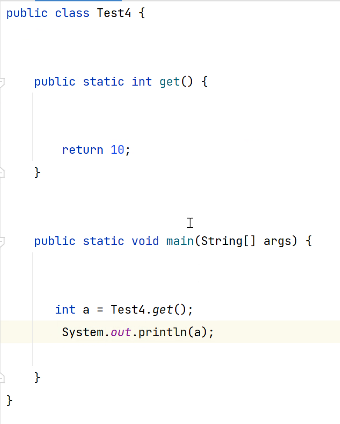 public class Test4 {
public static int get() {
return 10;
}
public static void main(String[] args) {
int a = Test4.get();
System.out.println(a);
}
}